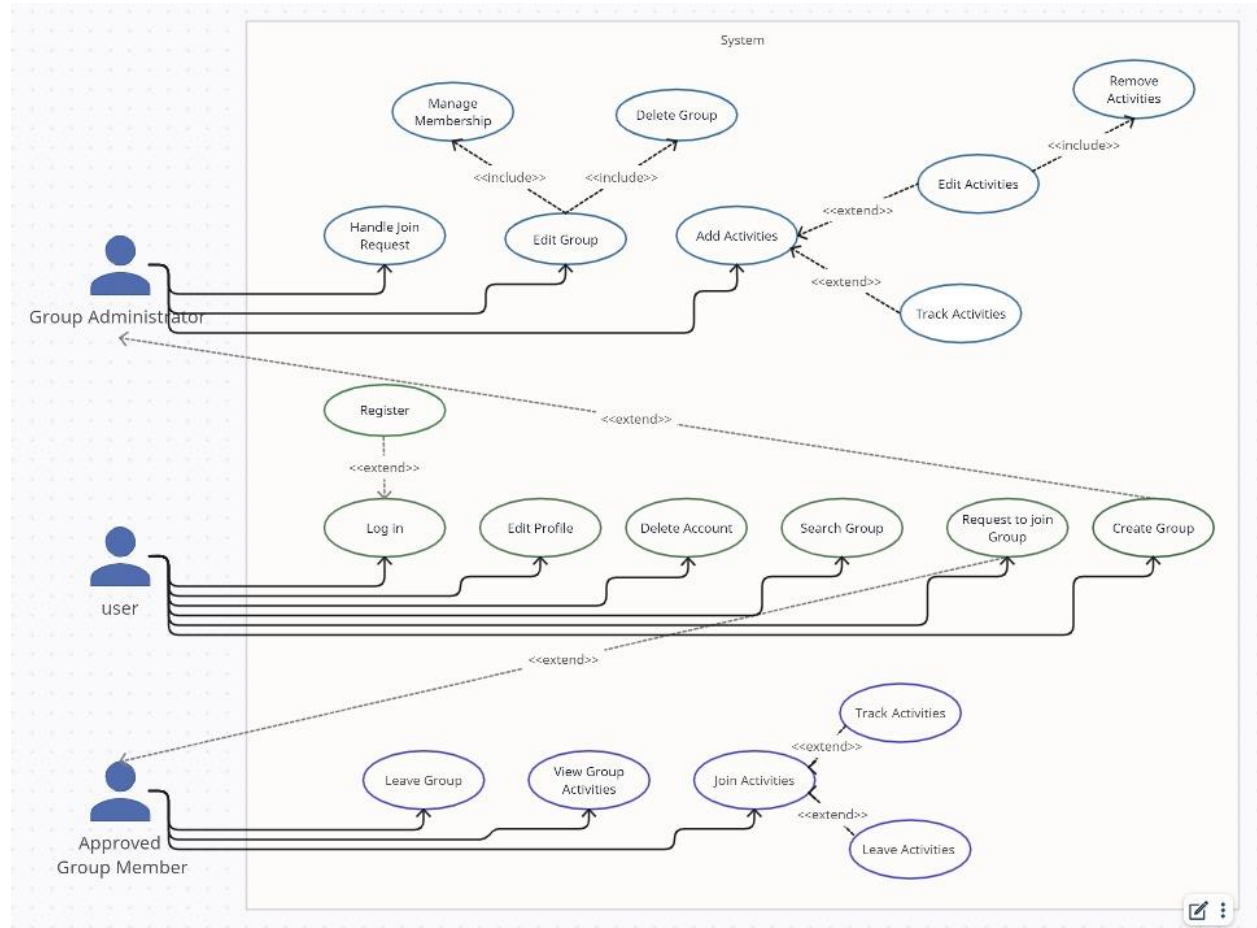 System
Remove
Activities
Manage
Membership
Delete Group
<<include>>
<<include>>
<<include>>
Edit Activities
<<extend>>
Handle Join
Request
Edit Group
Add Activities
<<extend>>
Track Activities
Group Administrator
Register
<<extend>>
<<extend>>
Log in
Edit Profile
Delete Account
Search Group
Request to join
Group
Create Group
user
<<extend>>
Track Activities
<<extend>>
Leave Group
View Group
Activities
Join Activities
<<extend>>
Leave Activities
Approved
Group Member